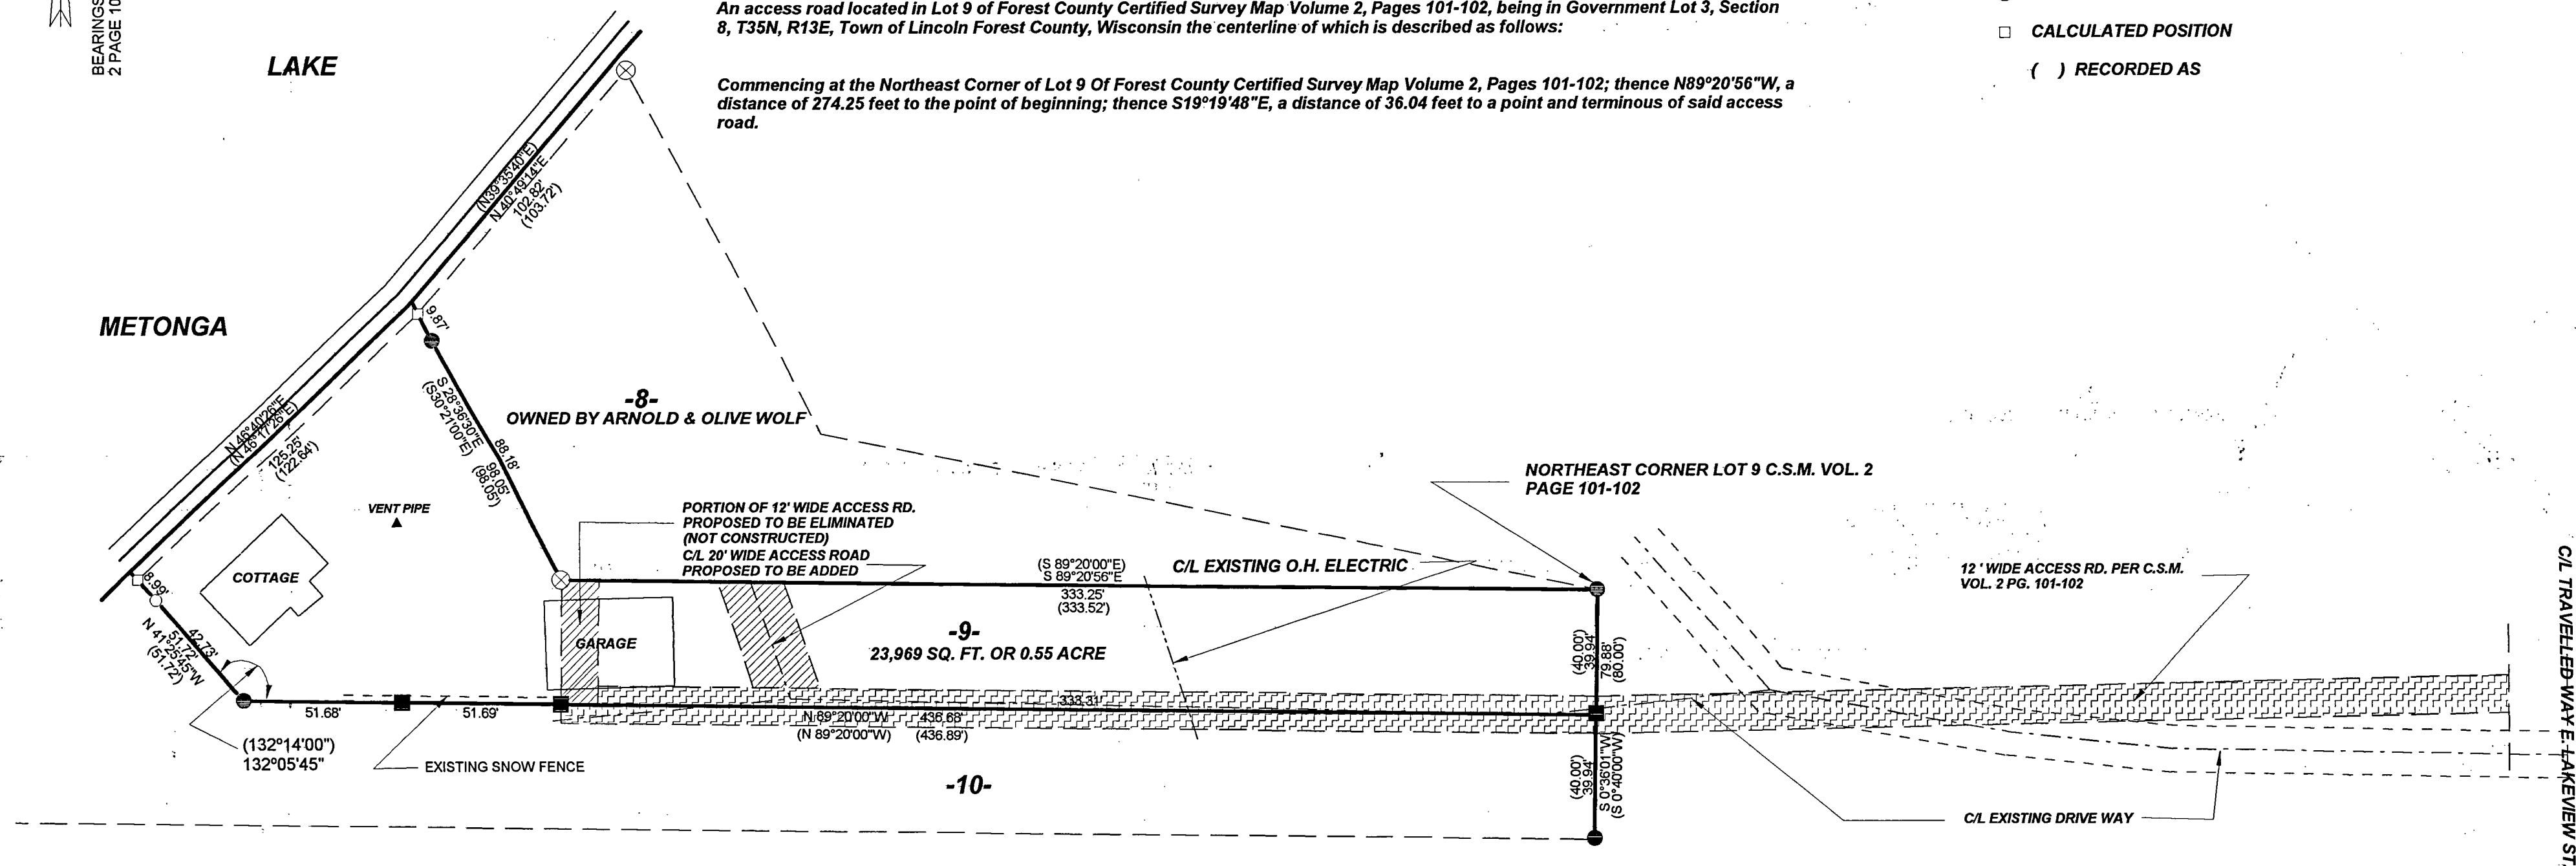 BEARINGS
2 PAGE 10
An access road located in Lot 9 of Forest County Certified Survey Map Volume 2, Pages 101-102, being in Government Lot 3, Section
8, T35N, R13E, Town of Lincoln Forest County, Wisconsin the centerline of which is described as follows:
Commencing at the Northeast Corner of Lot 9 Of Forest County Certified Survey Map Volume 2, Pages 101-102; thence N89º20'56"W, a
distance of 274.25 feet to the point of beginning; thence S19º19'48"E, a distance of 36.04 feet to a point and terminous of said access
road.
CALCULATED POSITION
( ) RECORDED AS
LAKE
METONGA
(N39°35'40"E)
N 40°49'14"E
102.82'
(103.72')
9.87'
S 28°36'30"E
(S30°21'00"E)
88.18'
98.05'
(98.05')
-8-
OWNED BY ARNOLD & OLIVE WOLF
N 46°40'26"E
(N 46°17'26"E)
125.25'
(122.64')
VENT PIPE
COTTAGE
8.99'
42.73'
51.72'
N 41°25'45"W
(51.72')
PORTION OF 12' WIDE ACCESS RD.
PROPOSED TO BE ELIMINATED
(NOT CONSTRUCTED)
C/L 20' WIDE ACCESS ROAD
PROPOSED TO BE ADDED
(S 89°20'00"E)
S 89°20'56"E
333.25'
(333.52')
C/L EXISTING O.H. ELECTRIC
NORTHEAST CORNER LOT 9 C.S.M. VOL. 2
PAGE 101-102
12 ' WIDE ACCESS RD. PER C.S.M.
VOL. 2 PG. 101-102
GARAGE
-9-
23,969 SQ. FT. OR 0.55 ACRE
(40.00')
39.94'
79.88'
(80.00')
51.68'
51.69'
333.31'
N 89°20'00"W 436.68'
(N 89°20'00"W) (436.89')
(132º14'00")
132º05'45"
EXISTING SNOW FENCE
-10-
(40.00')
39.94'
S 0°36'01"W
(S 0°40'00"W)
C/L EXISTING DRIVE WAY
C/L TRAVELED WAY E. LAKEVIEW ST.